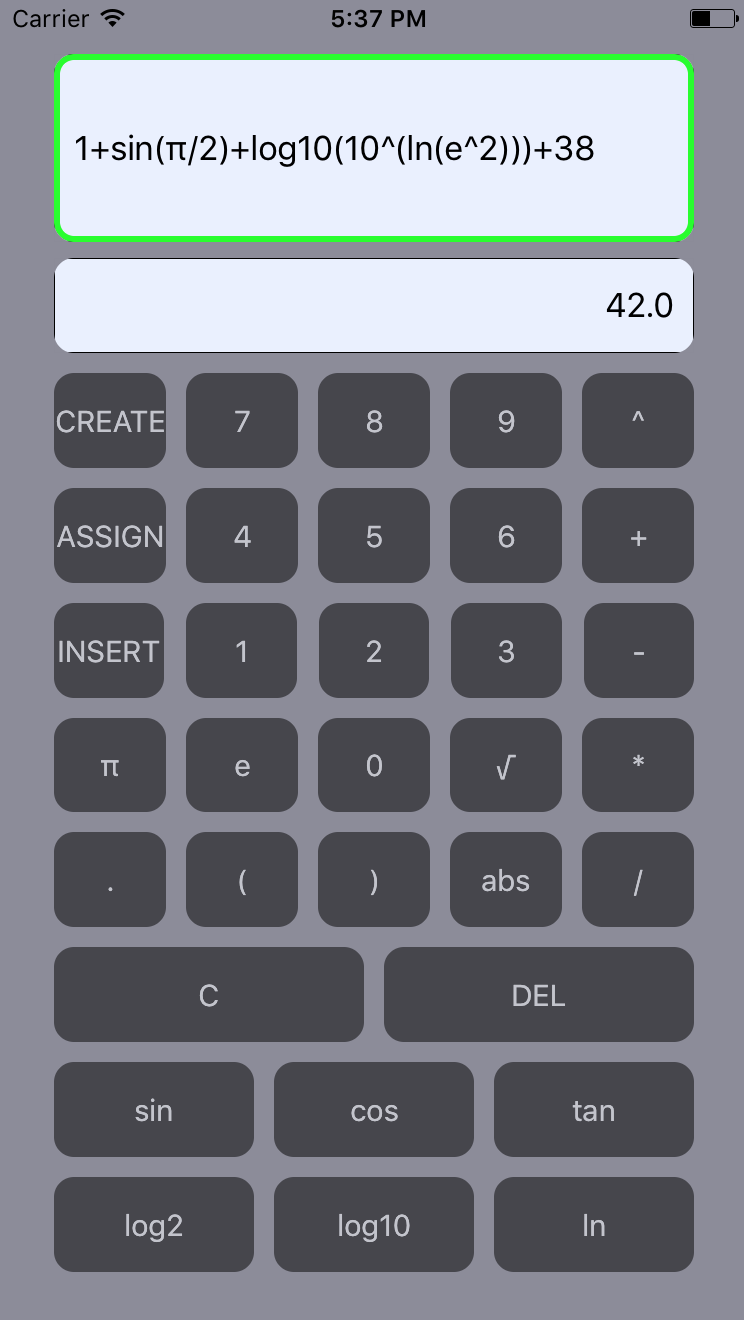 Carrier 5:37 PM
1+sin(π/2)+log10(10^(ln(e^2)))+38
42.0
CREATE 7 8 9 ^
ASSIGN 4 5 6 +
INSERT 1 2 3 -
π e 0 √ *
. ( ) abs /
C DEL
sin cos tan
log2 log10 ln